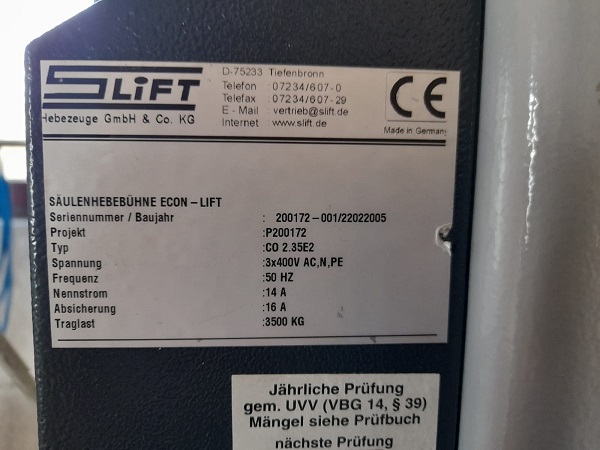 SLIFT
Hebezeuge GmbH & Co. KG
D-75233 Tiefenbronn
Telefon : 07234/607-0
Telefax : 07234/607-29
E - Mail : vertrieb@slift.de
Internet www.slift.de
CE
Made in Germany
SÄULENHEBEBÜHNE ECON – LIFT
Seriennummer / Baujahr : 200172-001/22022005
Projekt :P200172
Typ :CO 2.35E2
Spannung :3x400V AC,N,PE
Frequenz :50 HZ
Nennstrom :14 A
Absicherung :16 A
Traglast :3500 KG
Jährliche Prüfung
gem. UVV (VBG 14, § 39)
Mängel siehe Prüfbuch
nächste Prüfung